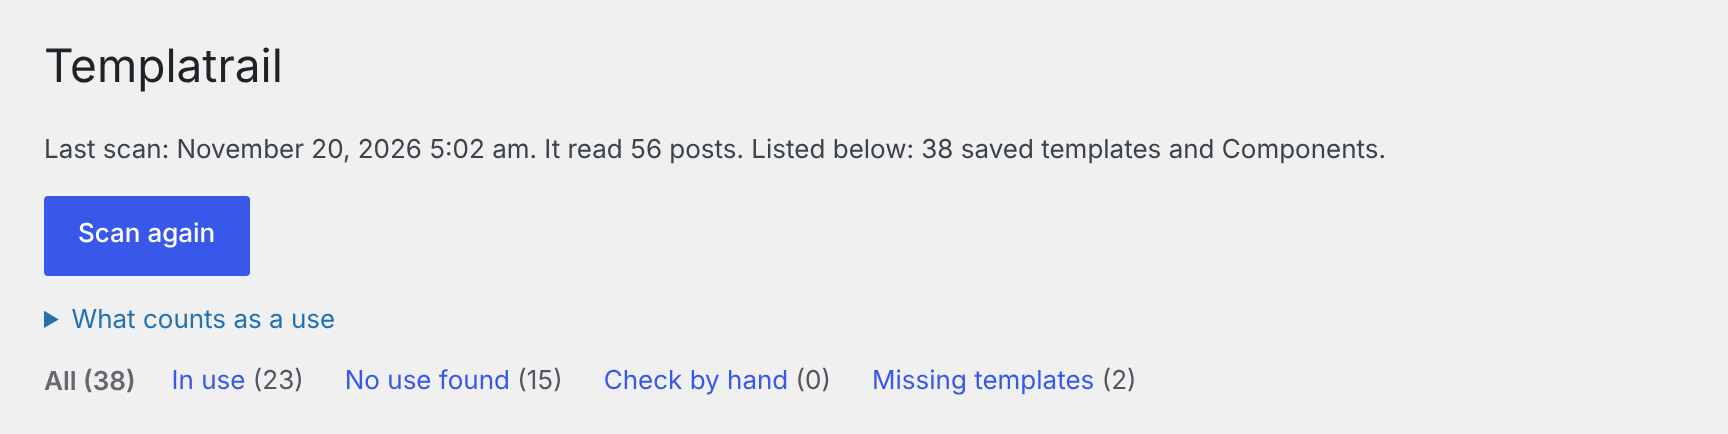 Templatrail
Last scan: November 20, 2026 5:02 am. It read 56 posts. Listed below: 38 saved templates and Components.
Scan again
What counts as a use
All (38) In use (23) No use found (15) Check by hand (0) Missing templates (2)